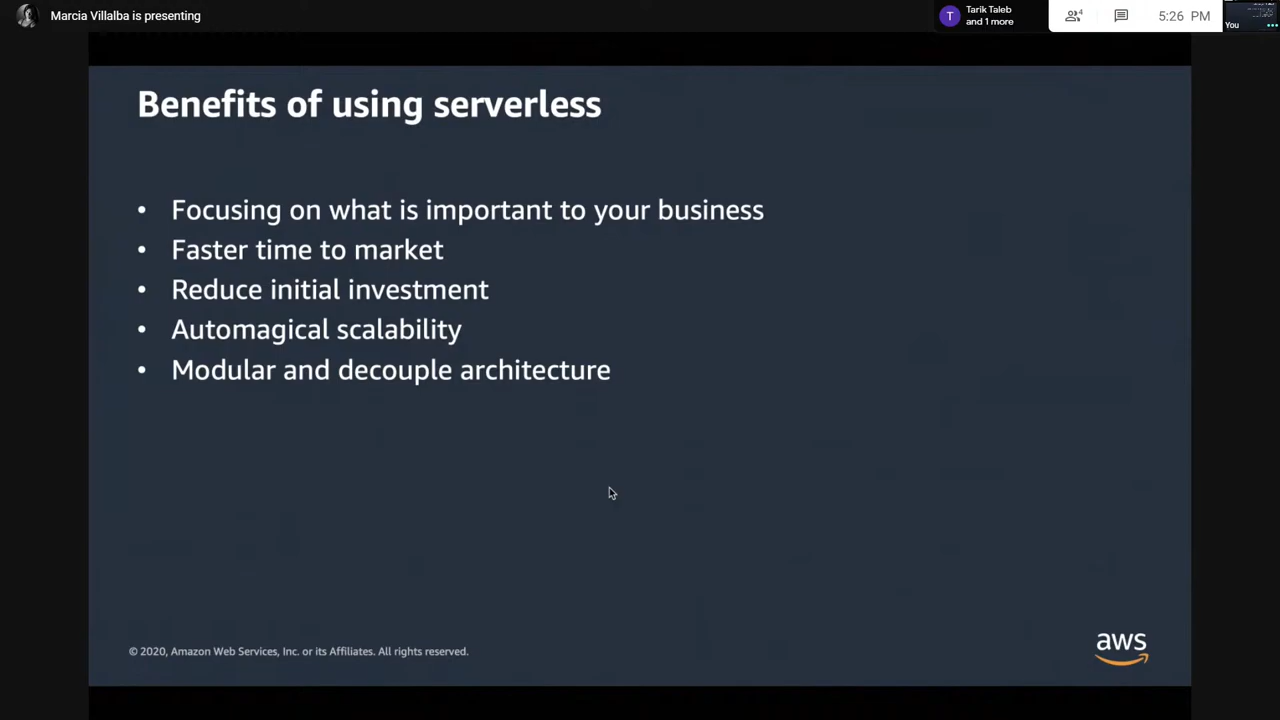 Marcia Villalba is presenting
T
Tarik Taleb
and 1 more
4
5:26 PM
You
Benefits of using serverless
• Focusing on what is important to your business
• Faster time to market
• Reduce initial investment
• Automagical scalability
• Modular and decouple architecture
© 2020, Amazon Web Services, Inc. or its Affiliates. All rights reserved.
aws